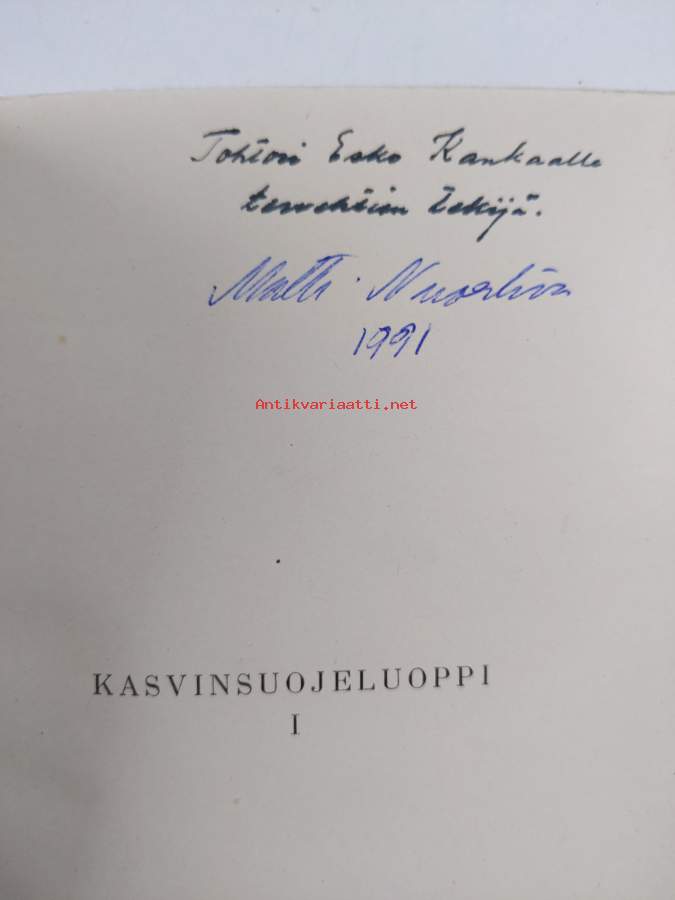 Tohtori Esko Kankaalle
tervehtien tekijä.
Matti Nuorteva
1991
Antikvariaatti.net
KASVINSUOJELUOPPI
I